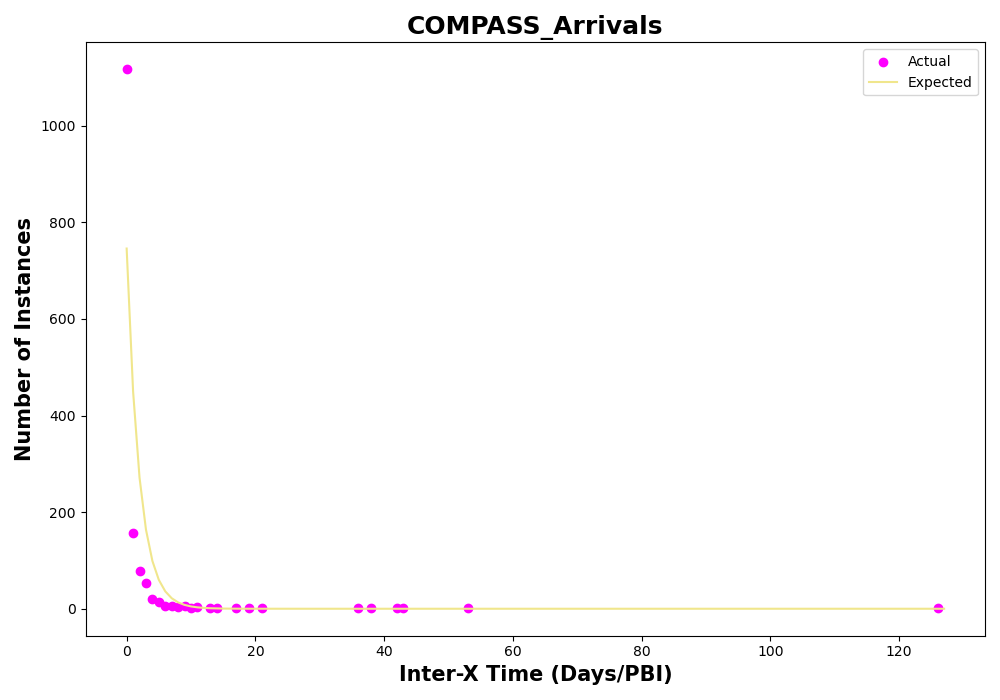 COMPASS_Arrivals
Actual
Expected
1000
800
600
400
200
0
Number of Instances
0 20 40 60 80 100 120
Inter-X Time (Days/PBI)